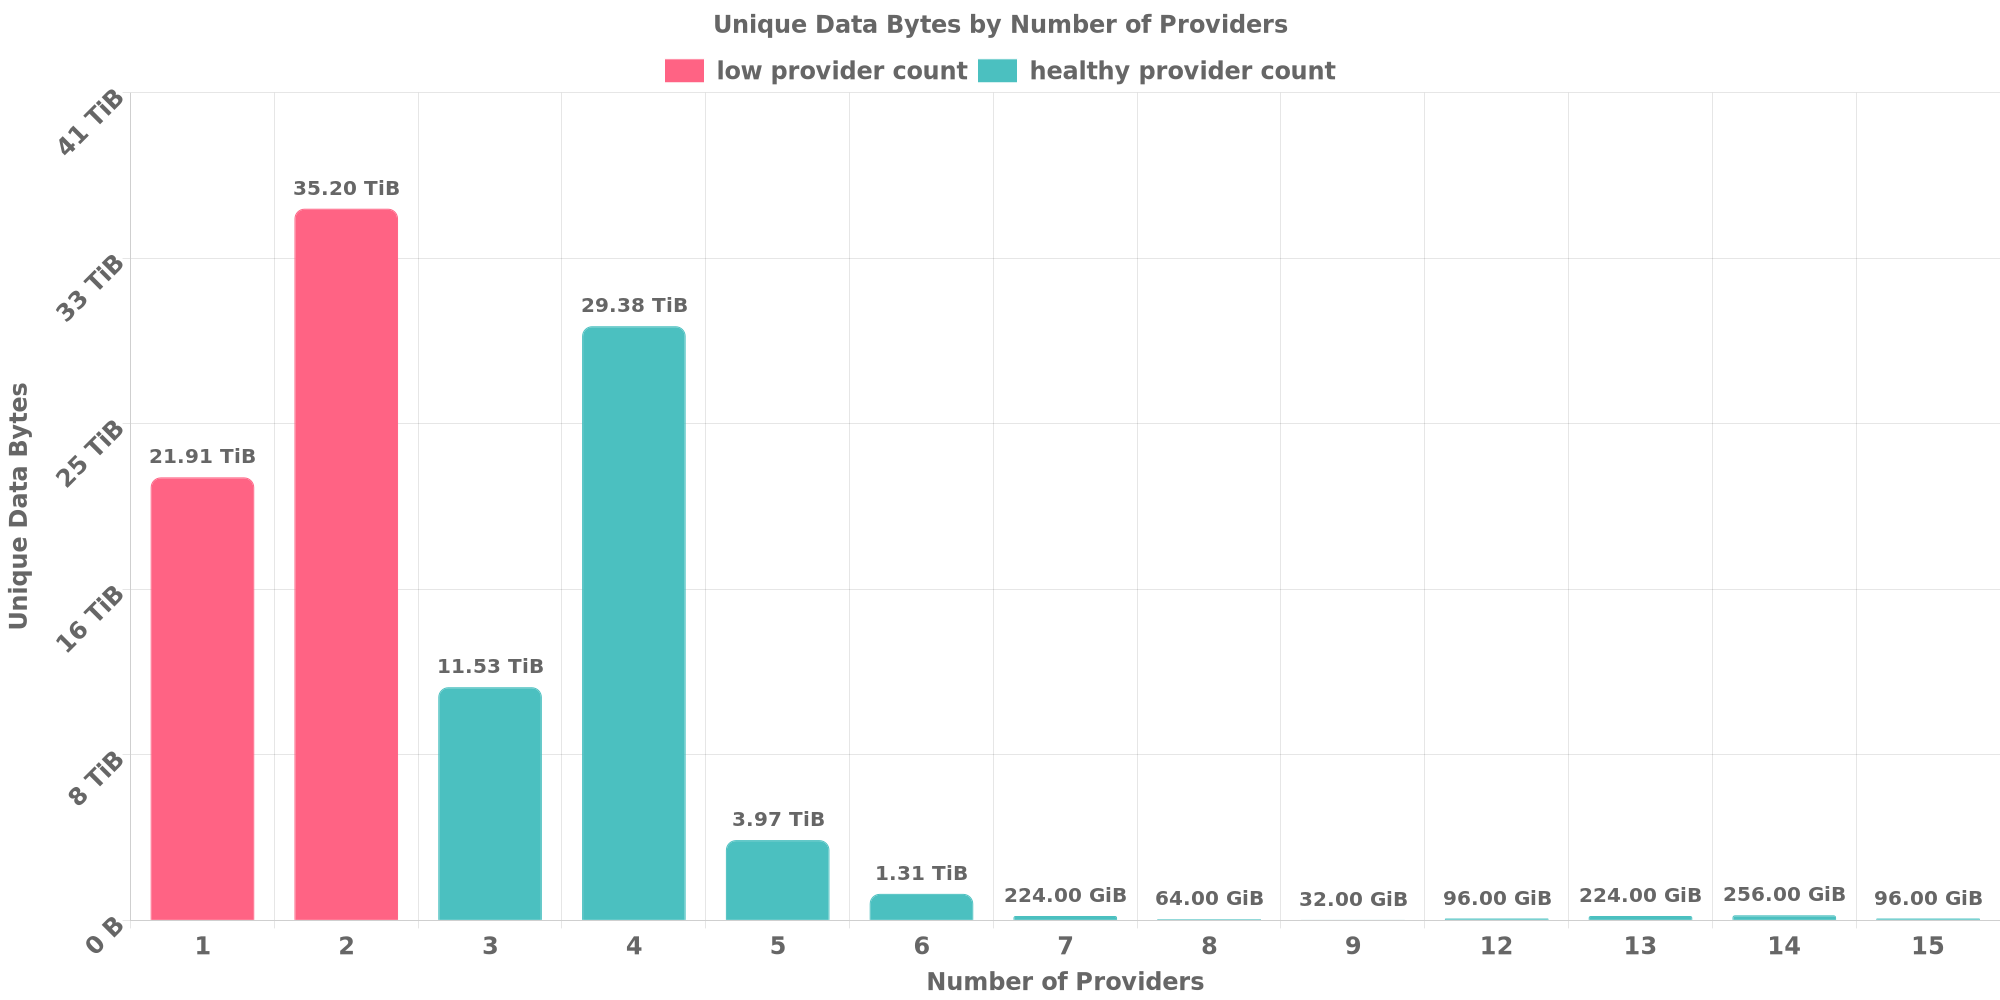 Unique Data Bytes by Number of Providers
low provider count healthy provider count
41 TiB
33 TiB
25 TiB
16 TiB
8 TiB
0 B
Unique Data Bytes
21.91 TiB
35.20 TiB
11.53 TiB
29.38 TiB
3.97 TiB
1.31 TiB
224.00 GiB
64.00 GiB
32.00 GiB
96.00 GiB
224.00 GiB
256.00 GiB
96.00 GiB
1 2 3 4 5 6 7 8 9 12 13 14 15
Number of Providers